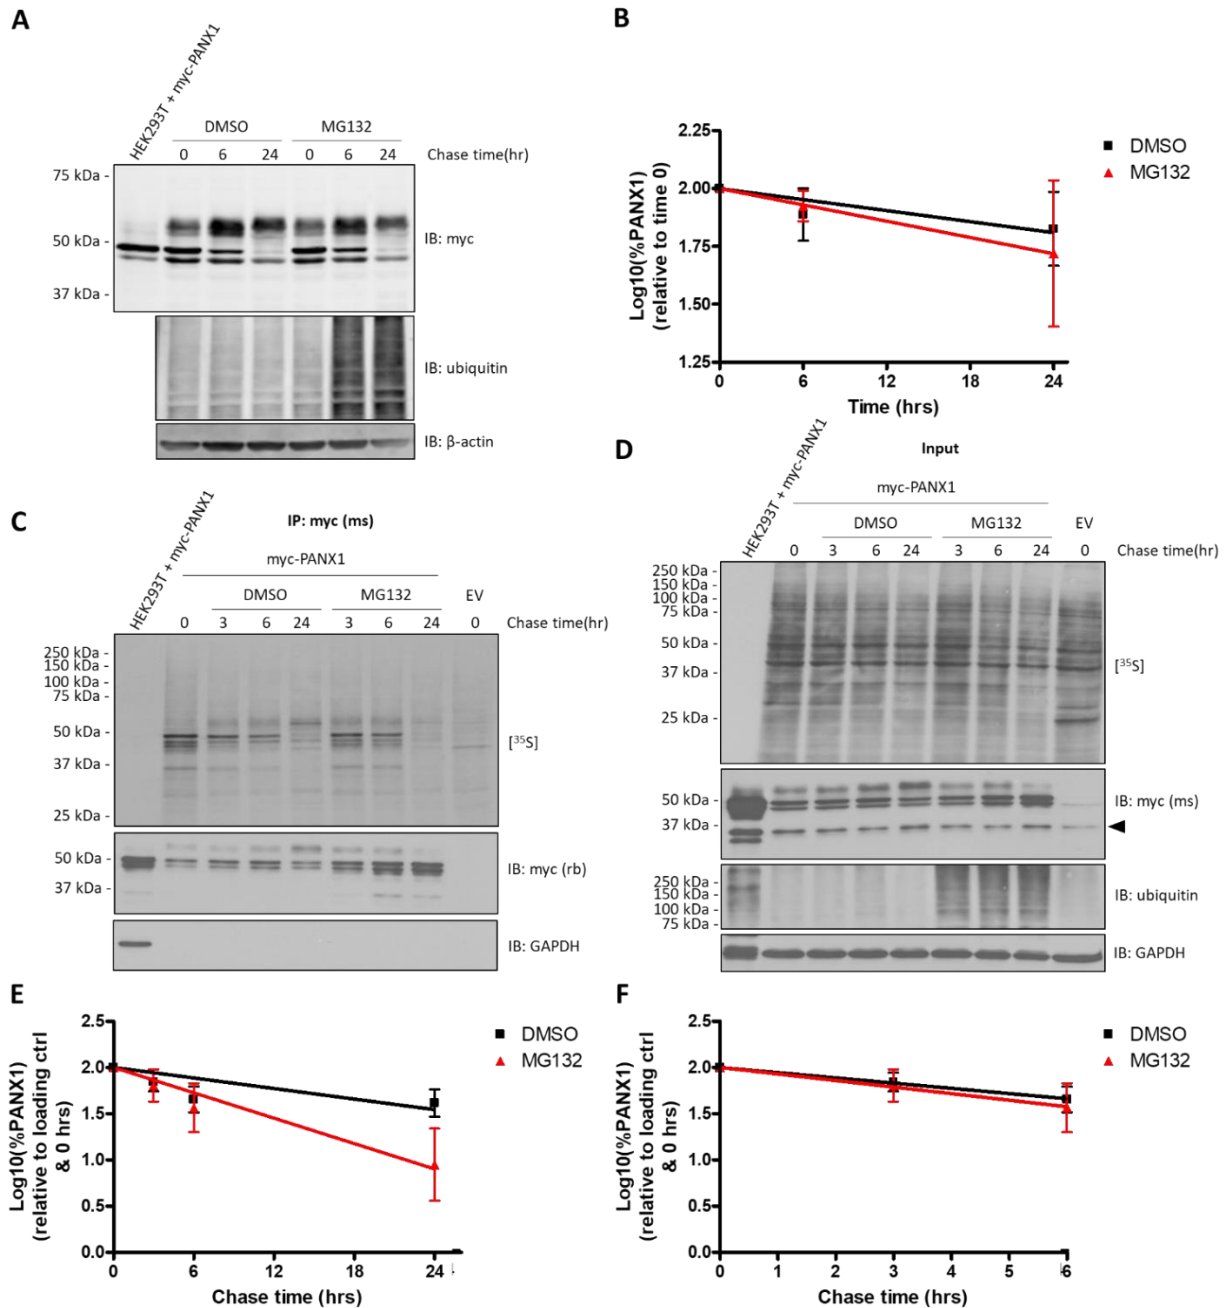 A
HEK293T + myc-PANX1
DMSO MG132
0 6 24 0 6 24 Chase time(hr)
75 kDa -
50 kDa -
37 kDa -
IB: myc
IB: ubiquitin
IB: β-actin
B
2.25
2.00
1.75
1.50
1.25
Log10(%PANX1)
(relative to time 0)
0 6 12 18 24
Time (hrs)
DMSO
MG132
C
HEK293T + myc-PANX1
IP: myc (ms)
myc-PANX1
DMSO MG132 EV
0 3 6 24 3 6 24 0 Chase time(hr)
250 kDa -
150 kDa -
100 kDa -
75 kDa -
50 kDa -
37 kDa -
25 kDa -
[³⁵S]
50 kDa -
37 kDa -
IB: myc (rb)
IB: GAPDH
D
HEK293T + myc-PANX1
Input
myc-PANX1
DMSO MG132 EV
0 3 6 24 3 6 24 0 Chase time(hr)
250 kDa -
150 kDa -
100 kDa -
75 kDa -
50 kDa -
37 kDa -
25 kDa -
[³⁵S]
50 kDa -
37 kDa -
IB: myc (ms)
250 kDa -
150 kDa -
100 kDa -
75 kDa -
IB: ubiquitin
IB: GAPDH
E
2.5
2.0
1.5
1.0
0.5
0.0
Log10(%PANX1)
(relative to loading ctrl
& 0 hrs)
0 6 12 18 24
Chase time (hrs)
DMSO
MG132
F
2.5
2.0
1.5
1.0
0.5
0.0
Log10(%PANX1)
(relative to loading ctrl
& 0 hrs)
0 1 2 3 4 5 6
Chase time (hrs)
DMSO
MG132